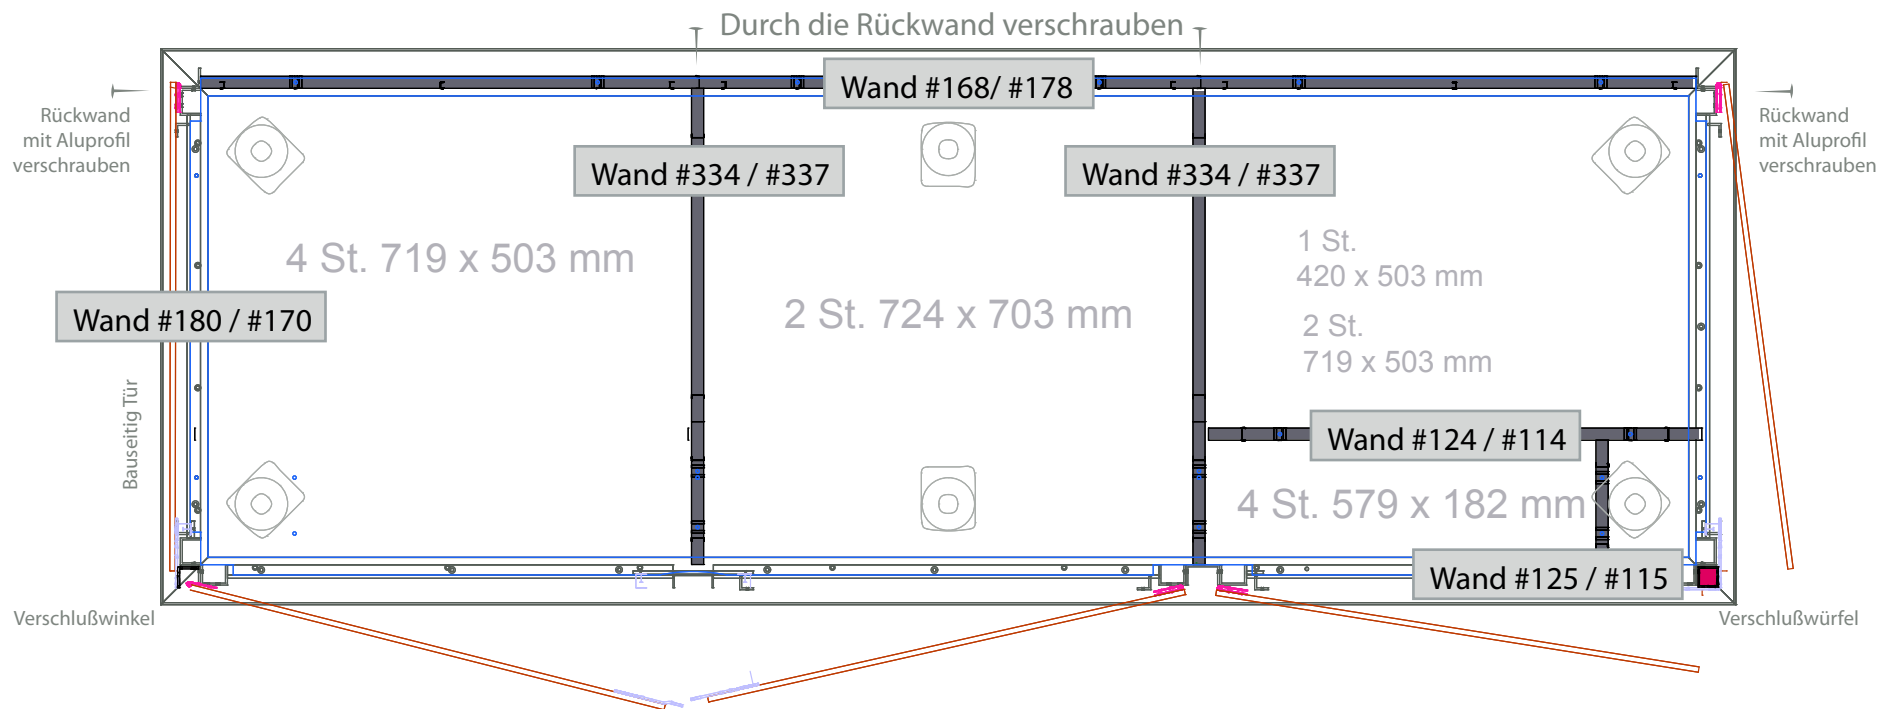 Durch die Rückwand verschrauben
Wand #168/ #178
Rückwand
mit Aluprofil
verschrauben
Rückwand
mit Aluprofil
verschrauben
Wand #334 / #337
Wand #334 / #337
4 St. 719 x 503 mm
2 St. 724 x 703 mm
1 St.
420 x 503 mm
2 St.
719 x 503 mm
Wand #180 / #170
Bauseitig Tür
Wand #124 / #114
4 St. 579 x 182 mm
Wand #125 / #115
Verschlußwinkel
Verschlußwürfel